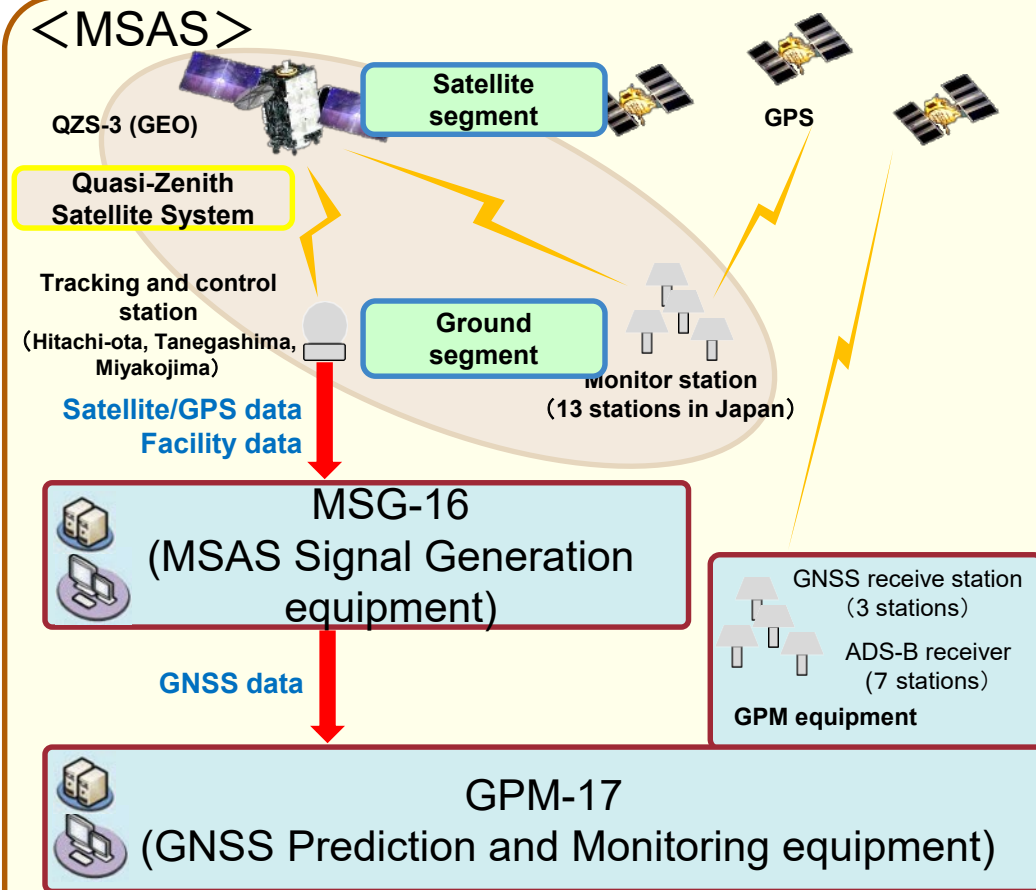 ＜MSAS＞
Satellite
segment
QZS-3 (GEO)
GPS
Quasi-Zenith
Satellite System
Tracking and control
station
（Hitachi-ota, Tanegashima,
Miyakojima）
Ground
segment
Monitor station
（13 stations in Japan）
Satellite/GPS data
Facility data
MSG-16
(MSAS Signal Generation
equipment)
GNSS receive station
（3 stations）
ADS-B receiver
(7 stations）
GPM equipment
GNSS data
GPM-17
(GNSS Prediction and Monitoring equipment)